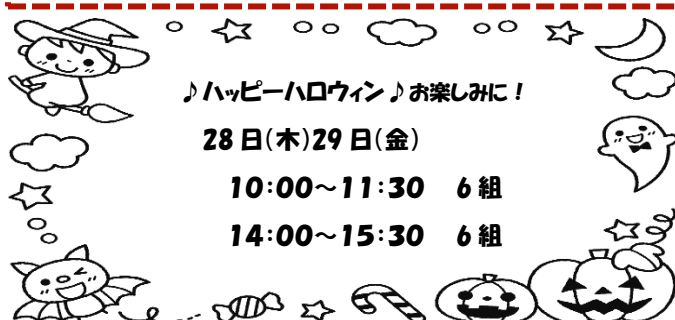 ♪ハッピーハロウィン♪お楽しみに！
28日(木)29日(金)
10:00～11:30　6組
14:00～15:30　6組